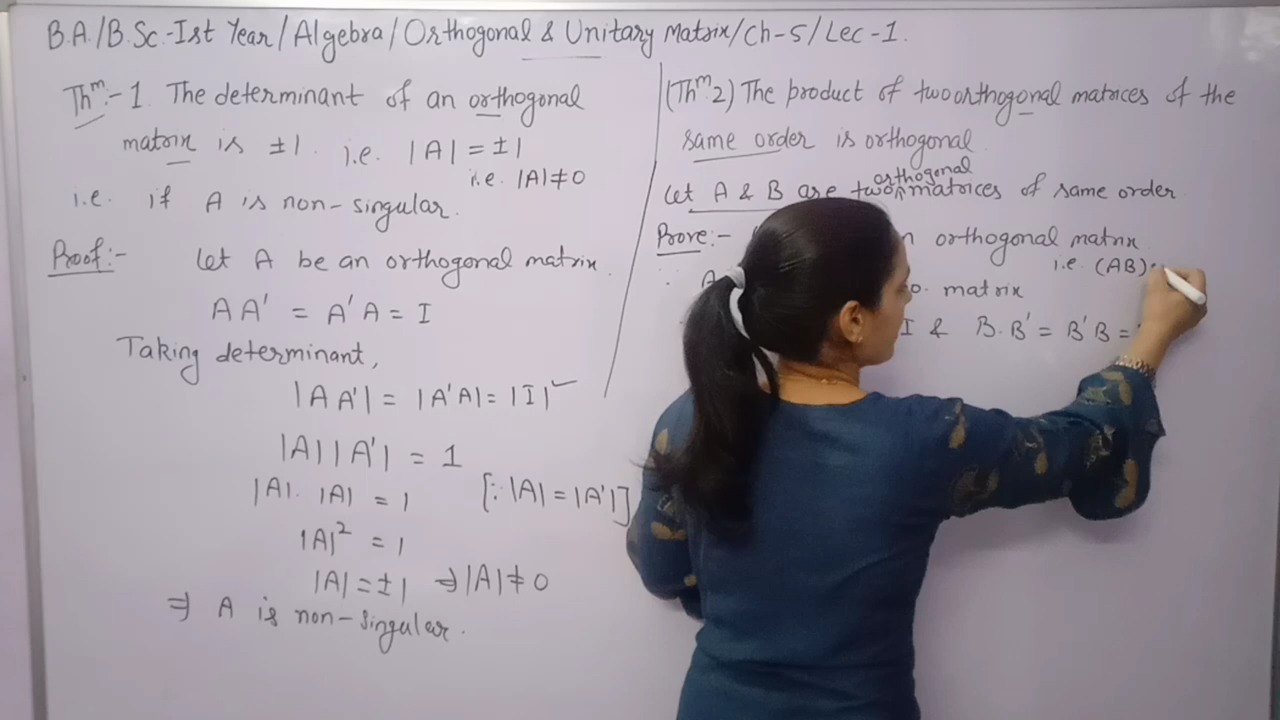 B.A./B.Sc.-Ist Year/Algebra/Orthogonal & Unitary Matrix/Ch-5/Lec-1.
Thm:-1 The determinant of an orthogonal
matrix is ±1. i.e. |A| = ±1
i.e. |A|≠0
i.e. if A is non-singular.
Proof:- Let A be an orthogonal matrix.
AA' = A'A = I
Taking determinant,
|AA'| = |A'A| = |I| ✓
|A||A'| = 1
|A|. |A| = 1 [∵ |A| = |A'|]
|A|² = 1
|A| = ±1 ⇒ |A| ≠ 0
⇒ A is non-singular.
(Thm.2) The product of two orthogonal matrices of the
same order is orthogonal
orthogonal
Let A & B are two matrices of same order.
Prove:- orthogonal matrix
i.e. (AB)
∵ A o. matrix
I & B.B' = B'B =